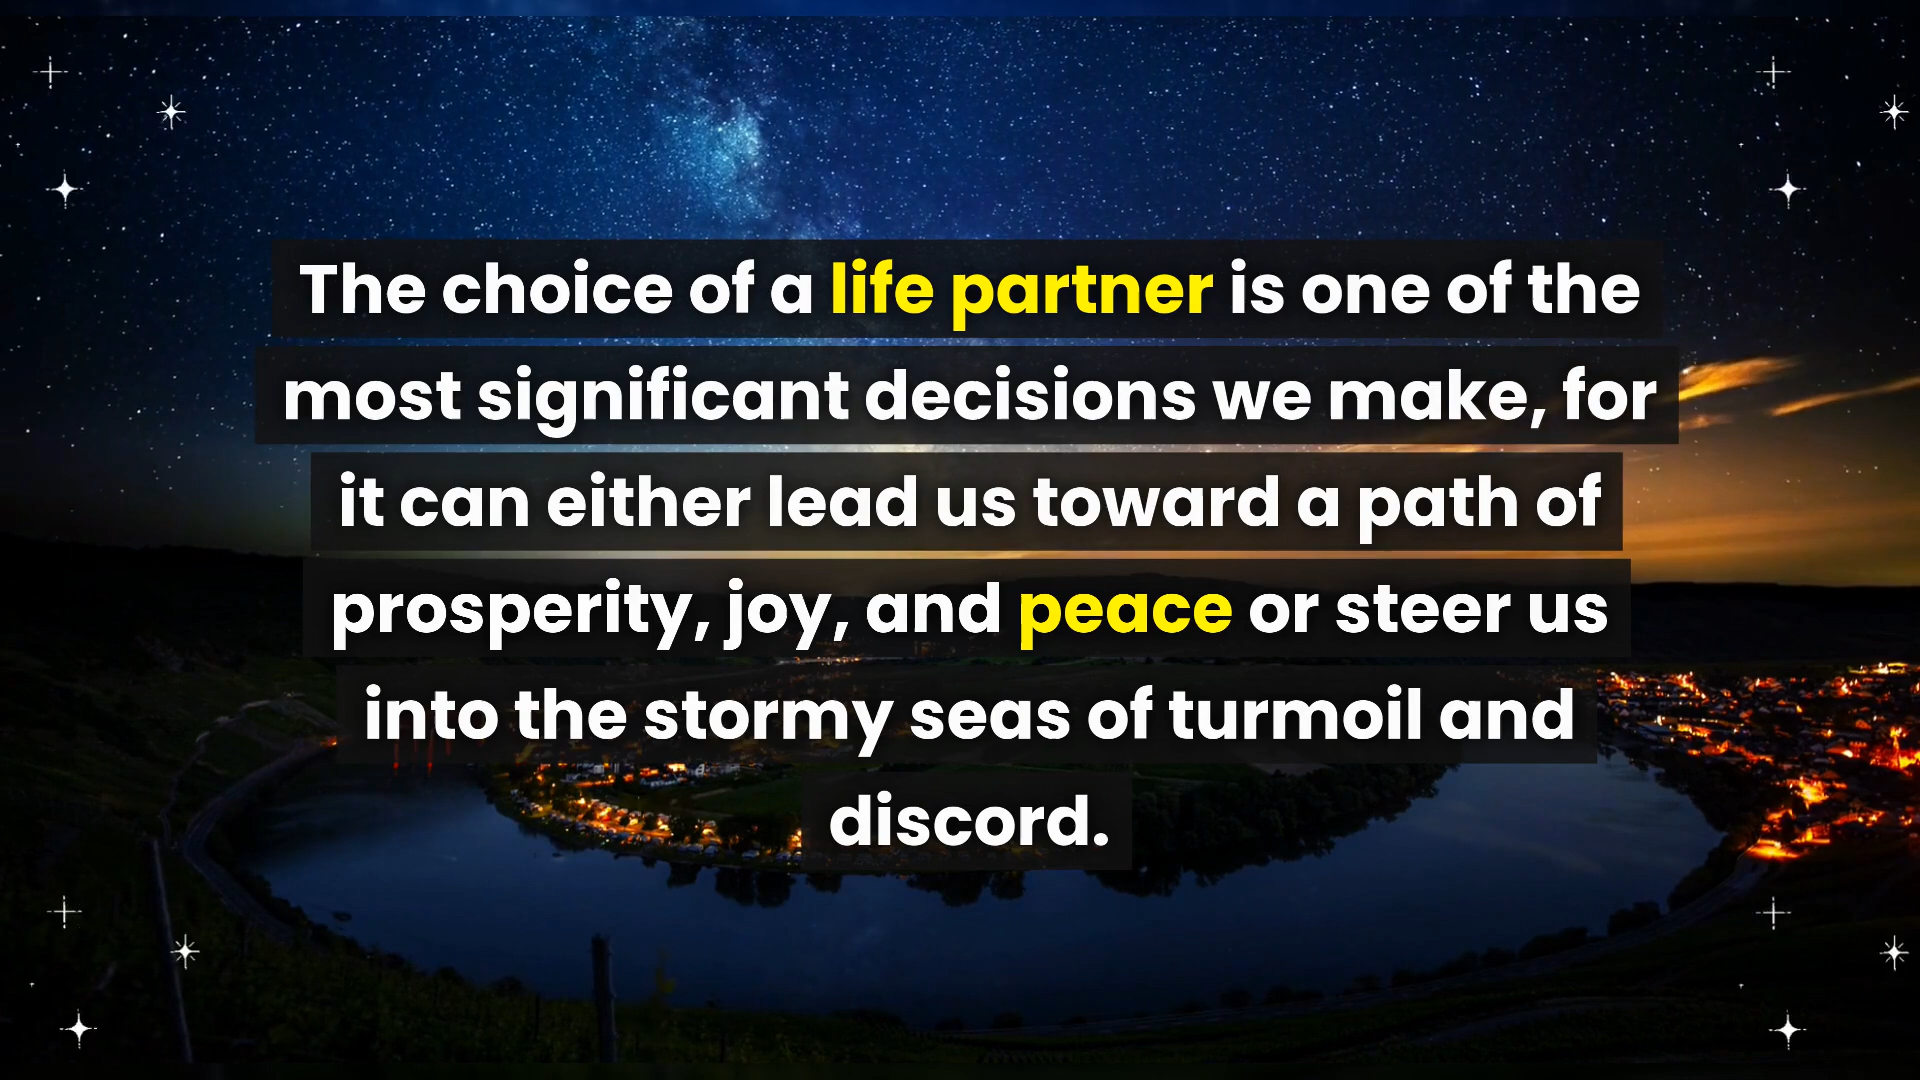 The choice of a life partner is one of the
most significant decisions we make, for
it can either lead us toward a path of
prosperity, joy, and peace or steer us
into the stormy seas of turmoil and
discord.